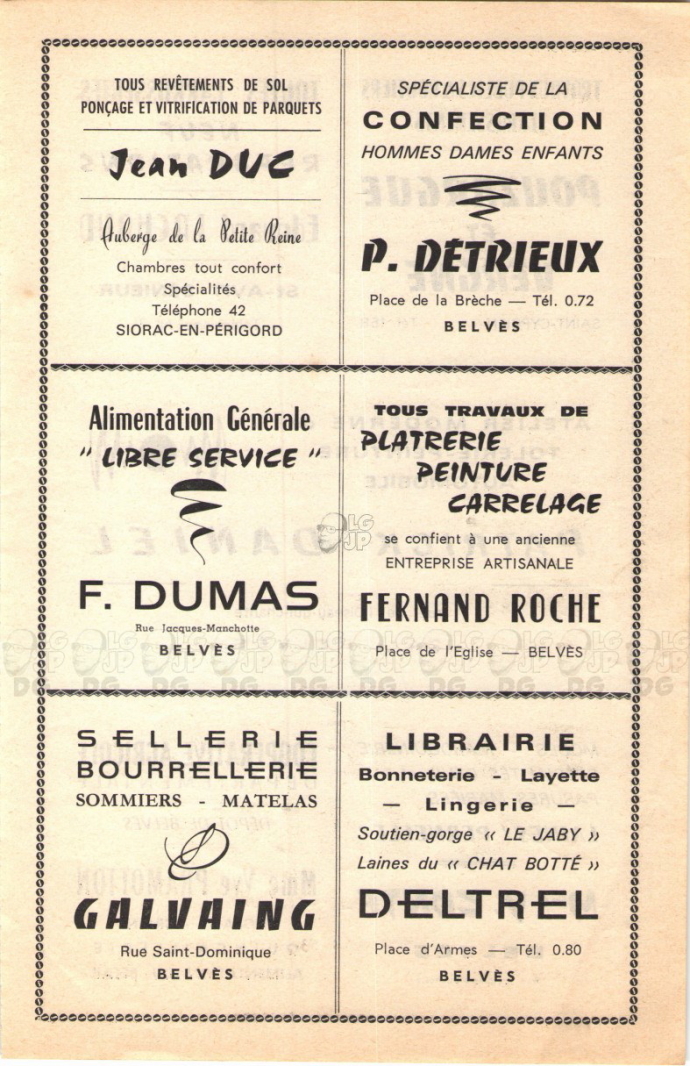 TOUS REVÊTEMENTS DE SOL
PONÇAGE ET VITRIFICATION DE PARQUETS
Jean DUC
Auberge de la Petite Reine
Chambres tout confort
Spécialités
Téléphone 42
SIORAC-EN-PÉRIGORD
SPÉCIALISTE DE LA
CONFECTION
HOMMES DAMES ENFANTS
P. DÉTRIEUX
Place de la Brèche — Tél. 0.72
BELVÈS
Alimentation Générale
" LIBRE SERVICE "
F. DUMAS
Rue Jacques-Manchotte
BELVÈS
TOUS TRAVAUX DE
PLATRERIE
PEINTURE
CARRELAGE
se confient à une ancienne
ENTREPRISE ARTISANALE
FERNAND ROCHE
Place de l'Eglise — BELVÈS
SELLERIE
BOURRELLERIE
SOMMIERS - MATELAS
GALVAING
Rue Saint-Dominique
BELVÈS
LIBRAIRIE
Bonneterie - Layette
— Lingerie —
Soutien-gorge « LE JABY »
Laines du « CHAT BOTTÉ »
DELTREL
Place d'Armes — Tél. 0.80
BELVÈS